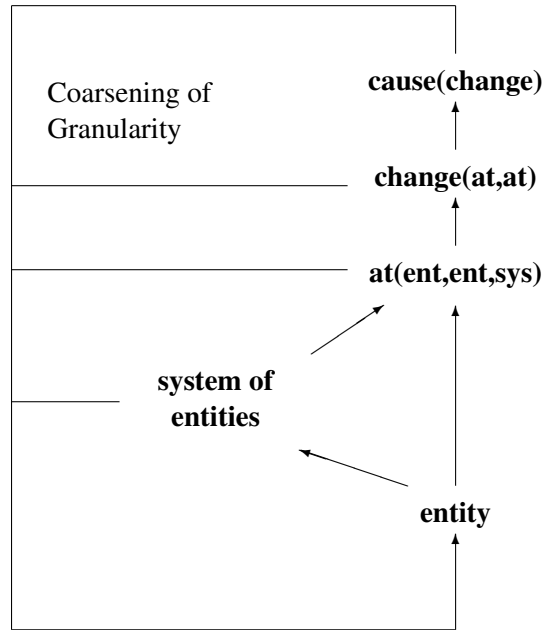 cause(change)
Coarsening of
Granularity
change(at,at)
at(ent,ent,sys)
system of
entities
entity